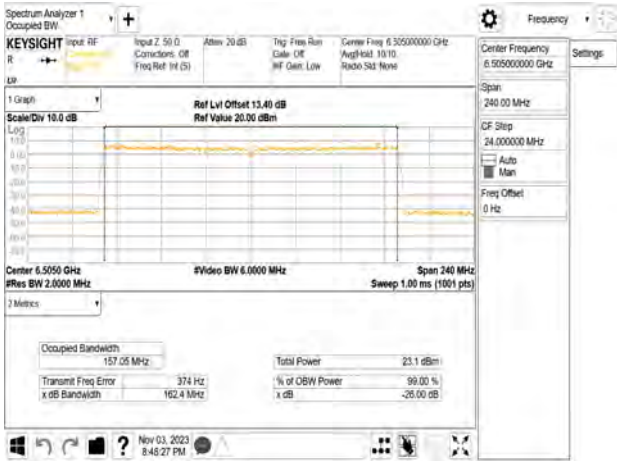 Spectrum Analyzer 1
Occupied BW
+
Frequency
KEYSIGHT
R
Input: RF
Input Z: 50 Ω
Corrections: Off
Freq Ref: Int (S)
Atten: 20 dB
Trig: Free Run
Gate: Off
#IF Gain: Low
Center Freq: 6.505000000 GHz
Avg|Hold: 10/10
Radio Std: None
Center Frequency
6.505000000 GHz
Settings
Span
240.00 MHz
CF Step
24.000000 MHz
Auto
Man
Freq Offset
0 Hz
1 Graph
Scale/Div 10.0 dB
Ref Lvl Offset 13.40 dB
Ref Value 20.00 dBm
Log
10.0
0.00
Center 6.5050 GHz
#Res BW 2.0000 MHz
#Video BW 6.0000 MHz
Span 240 MHz
Sweep 1.00 ms (1001 pts)
2 Metrics
Occupied Bandwidth
157.05 MHz
Total Power
23.1 dBm
Transmit Freq Error
374 Hz
% of OBW Power
99.00 %
x dB Bandwidth
162.4 MHz
x dB
-26.00 dB
?
Nov 03, 2023
8:48:27 PM